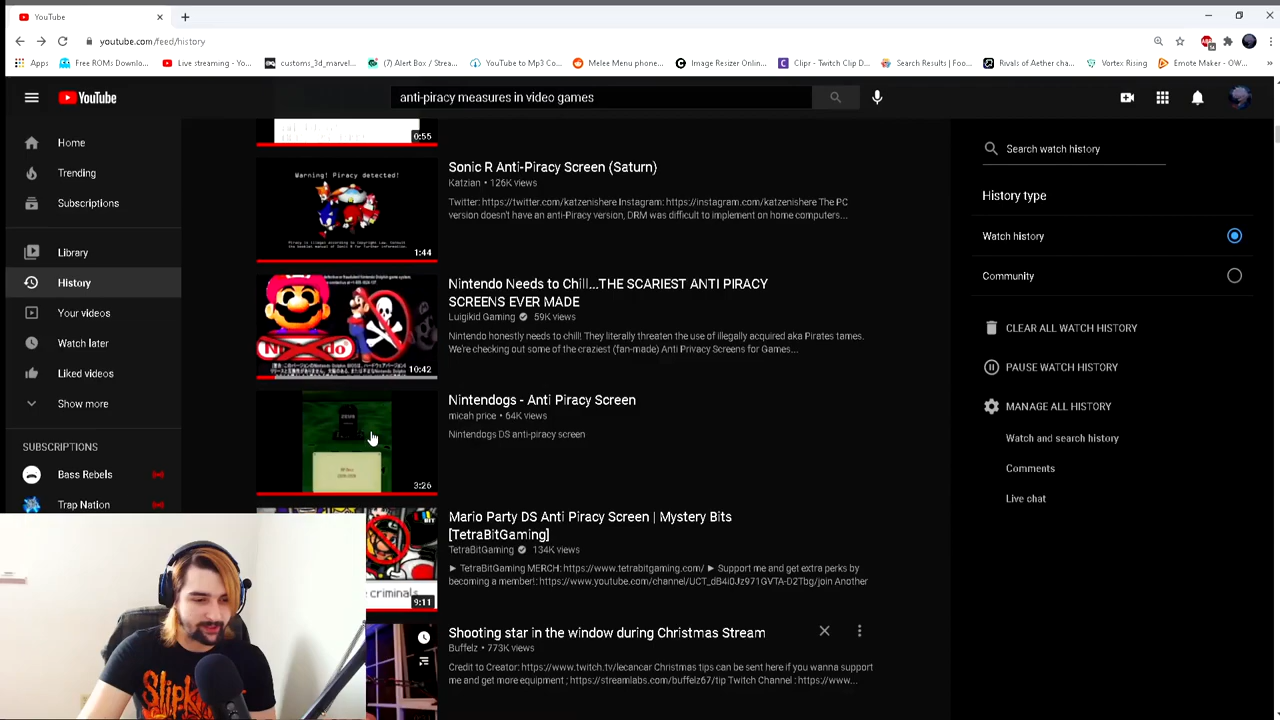 YouTube
youtube.com/feed/history
Apps
Free ROMs Downlo...
Live streaming - Yo...
customs_3d_marvel...
(7) Alert Box / Strea...
YouTube to Mp3 Co...
Melee Menu phone...
Image Resizer Onlin...
Clipr - Twitch Clip D...
Search Results | Foo...
Rivals of Aether cha...
Vortex Rising
Emote Maker - OW...
YouTube
anti-piracy measures in video games
Home
Trending
Subscriptions
Library
History
Your videos
Watch later
Liked videos
Show more
SUBSCRIPTIONS
Bass Rebels
Trap Nation
0:55
Warning! Piracy detected!
1:44
Sonic R Anti-Piracy Screen (Saturn)
Katzian • 126K views
Twitter: https://twitter.com/katzenishere Instagram: https://instagram.com/katzenishere The PC
version doesn't have an anti-Piracy version, DRM was difficult to implement on home computers...
10:42
Nintendo Needs to Chill...THE SCARIEST ANTI PIRACY
SCREENS EVER MADE
Luigikid Gaming 59K views
Nintendo honestly needs to chill! They literally threaten the use of illegally acquired aka Pirates tames.
We're checking out some of the craziest (fan-made) Anti Privacy Screens for Games...
3:26
Nintendogs - Anti Piracy Screen
micah price • 64K views
Nintendogs DS anti-piracy screen
criminals
9:11
Mario Party DS Anti Piracy Screen | Mystery Bits
[TetraBitGaming]
TetraBitGaming 134K views
► TetraBitGaming MERCH: https://www.tetrabitgaming.com/ ► Support me and get extra perks by
becoming a member!: https://www.youtube.com/channel/UCT_dB4i0Jz971GVTA-D2Tbg/join Another
Shooting star in the window during Christmas Stream
Buffelz • 773K views
Credit to Creator: https://www.twitch.tv/lecancar Christmas tips can be sent here if you wanna support
me and get more equipment ; https://streamlabs.com/buffelz67/tip Twitch Channel : https://www...
Search watch history
History type
Watch history
Community
CLEAR ALL WATCH HISTORY
PAUSE WATCH HISTORY
MANAGE ALL HISTORY
Watch and search history
Comments
Live chat